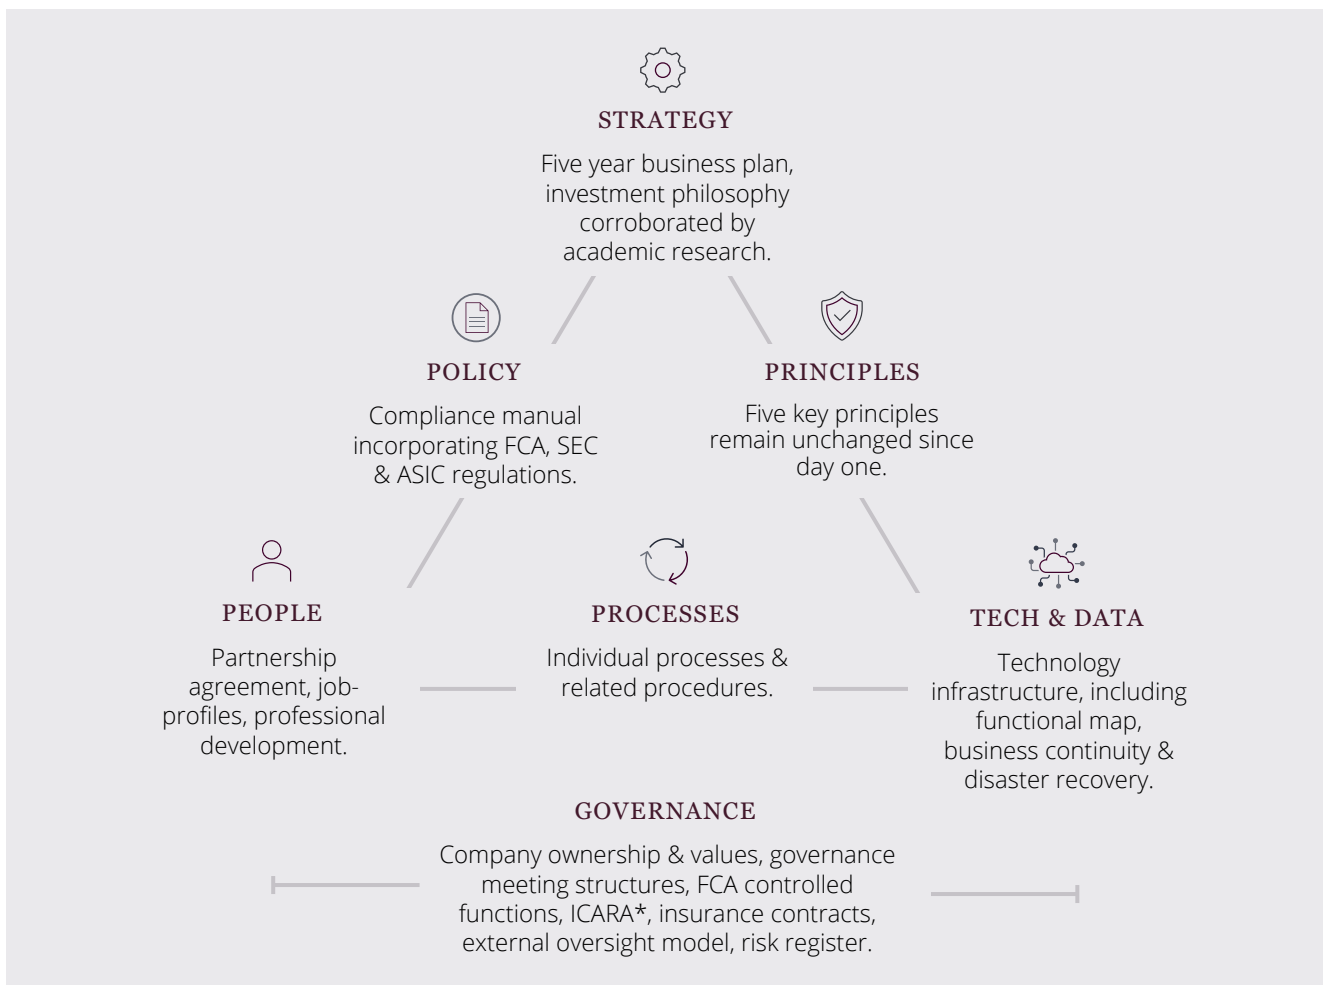 STRATEGY
Five year business plan,
investment philosophy
corroborated by
academic research.
POLICY
Compliance manual
incorporating FCA, SEC
& ASIC regulations.
PRINCIPLES
Five key principles
remain unchanged since
day one.
PEOPLE
Partnership
agreement, job-
profiles, professional
development.
PROCESSES
Individual processes &
related procedures.
TECH & DATA
Technology
infrastructure, including
functional map,
business continuity &
disaster recovery.
GOVERNANCE
Company ownership & values, governance
meeting structures, FCA controlled
functions, ICARA*, insurance contracts,
external oversight model, risk register.